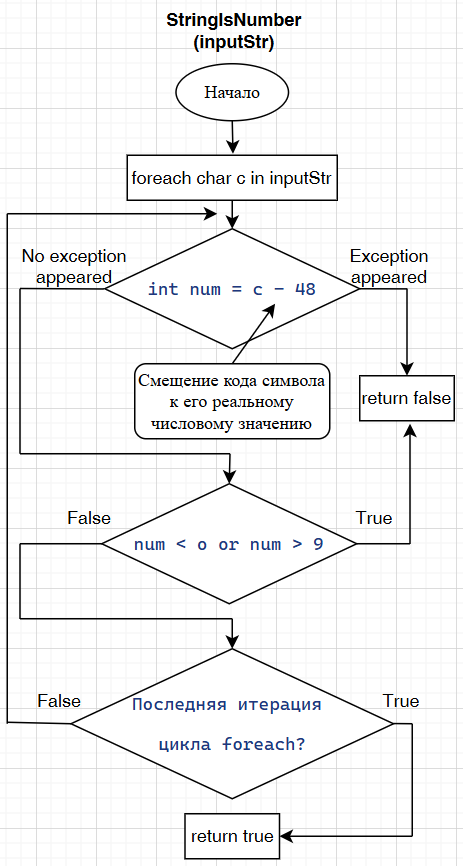 StringIsNumber
(inputStr)
Начало
foreach char c in inputStr
No exception
appeared
Exception
appeared
int num = c - 48
Смещение кода символа
к его реальному
числовому значению
return false
False
True
num < o or num > 9
False
True
Последняя итерация
цикла foreach?
return true